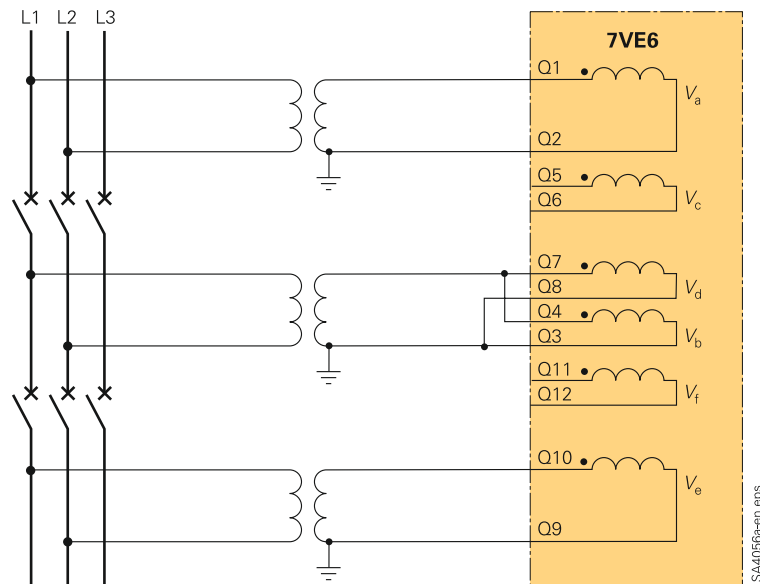 L1 L2 L3
7VE6
Q1
Va
Q2
Q5
Q6
Vc
Q7
Q8
Vd
Q4
Q3
Vb
Q11
Q12
Vf
Q10
Ve
Q9
SA4056a-en.eps